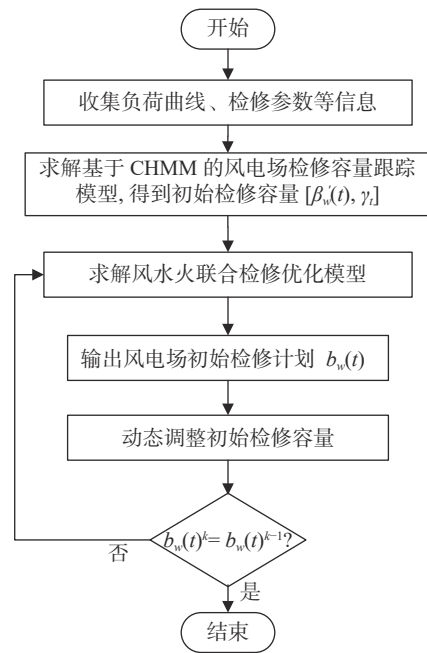 开始
收集负荷曲线、检修参数等信息
求解基于 CHMM 的风电场检修容量跟踪
模型, 得到初始检修容量 [β′w(t), γt]
求解风水火联合检修优化模型
输出风电场初始检修计划 bw(t)
动态调整初始检修容量
bw(t)^k= bw(t)^k−1?
否
是
结束